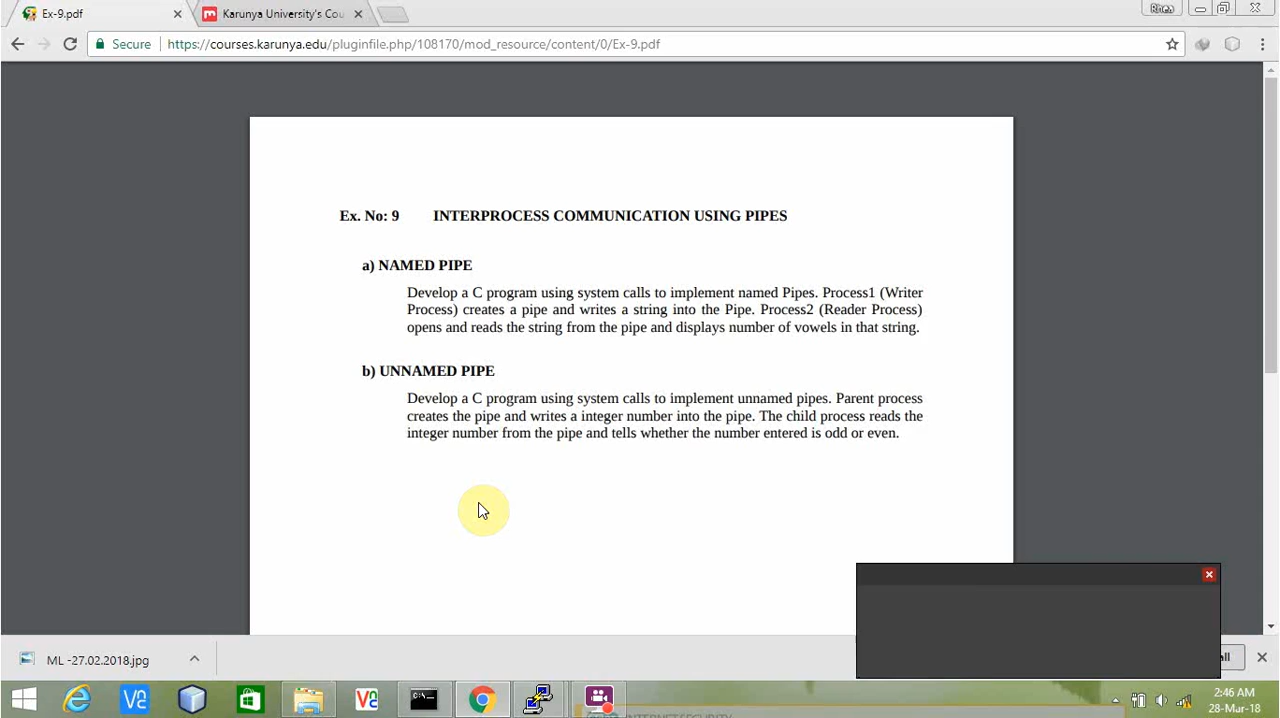 Ex-9.pdf
Karunya University's Cou
Rhea
Secure
https://courses.karunya.edu/pluginfile.php/108170/mod_resource/content/0/Ex-9.pdf
Ex. No: 9 INTERPROCESS COMMUNICATION USING PIPES
a) NAMED PIPE
Develop a C program using system calls to implement named Pipes. Process1 (Writer
Process) creates a pipe and writes a string into the Pipe. Process2 (Reader Process)
opens and reads the string from the pipe and displays number of vowels in that string.
b) UNNAMED PIPE
Develop a C program using system calls to implement unnamed pipes. Parent process
creates the pipe and writes a integer number into the pipe. The child process reads the
integer number from the pipe and tells whether the number entered is odd or even.
ML -27.02.2018.jpg
all
2:46 AM
28-Mar-18